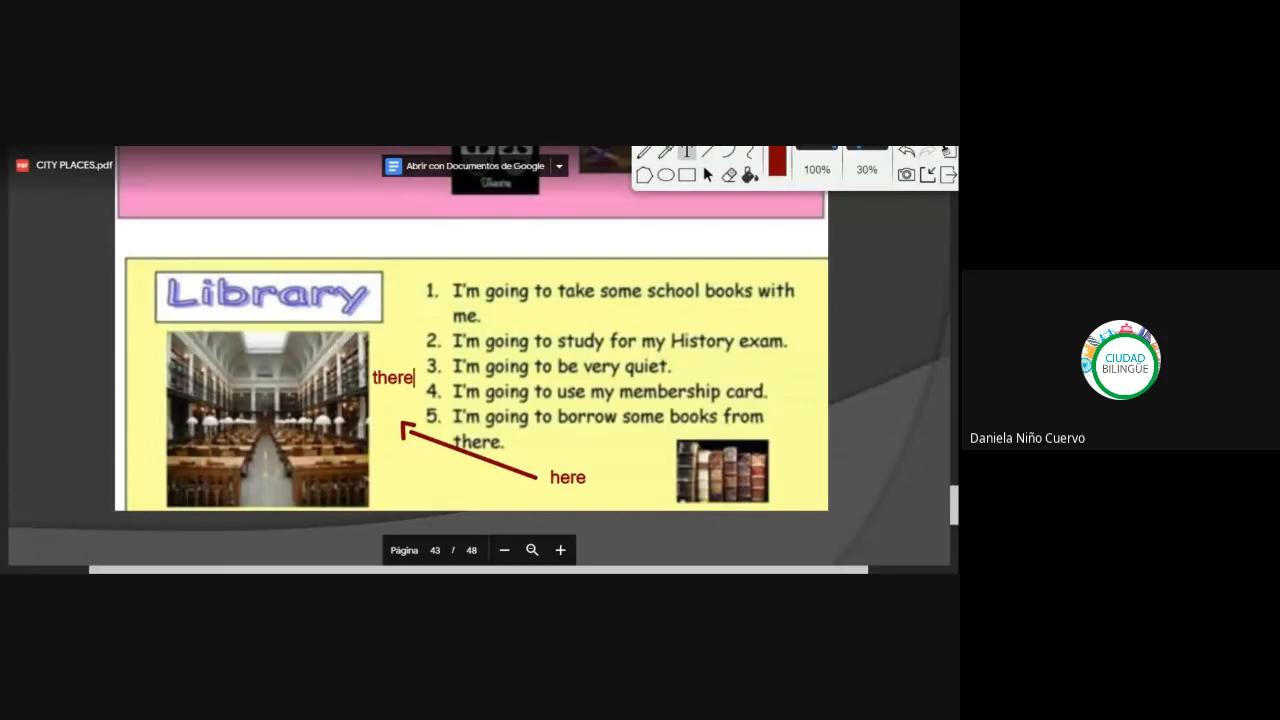 CITY PLACES.pdf
Abrir con Documentos de Google
100%
30%
Theatre
Library
1. I'm going to take some school books with
me.
2. I'm going to study for my History exam.
3. I'm going to be very quiet.
there
4. I'm going to use my membership card.
5. I'm going to borrow some books from
there.
here
Página 43 / 48
CIUDAD
BILINGÜE
Daniela Niño Cuervo